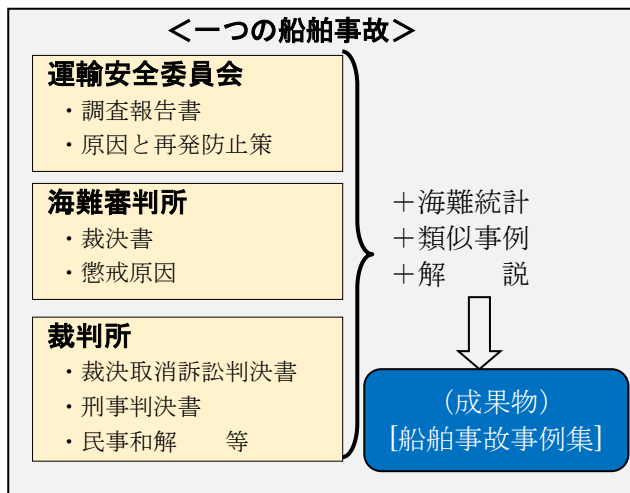 ＜一つの船舶事故＞
運輸安全委員会
・調査報告書
・原因と再発防止策
海難審判所
・裁決書
・懲戒原因
裁判所
・裁決取消訴訟判決書
・刑事判決書
・民事和解　等
＋海難統計
＋類似事例
＋解　　説
（成果物）
[船舶事故事例集]